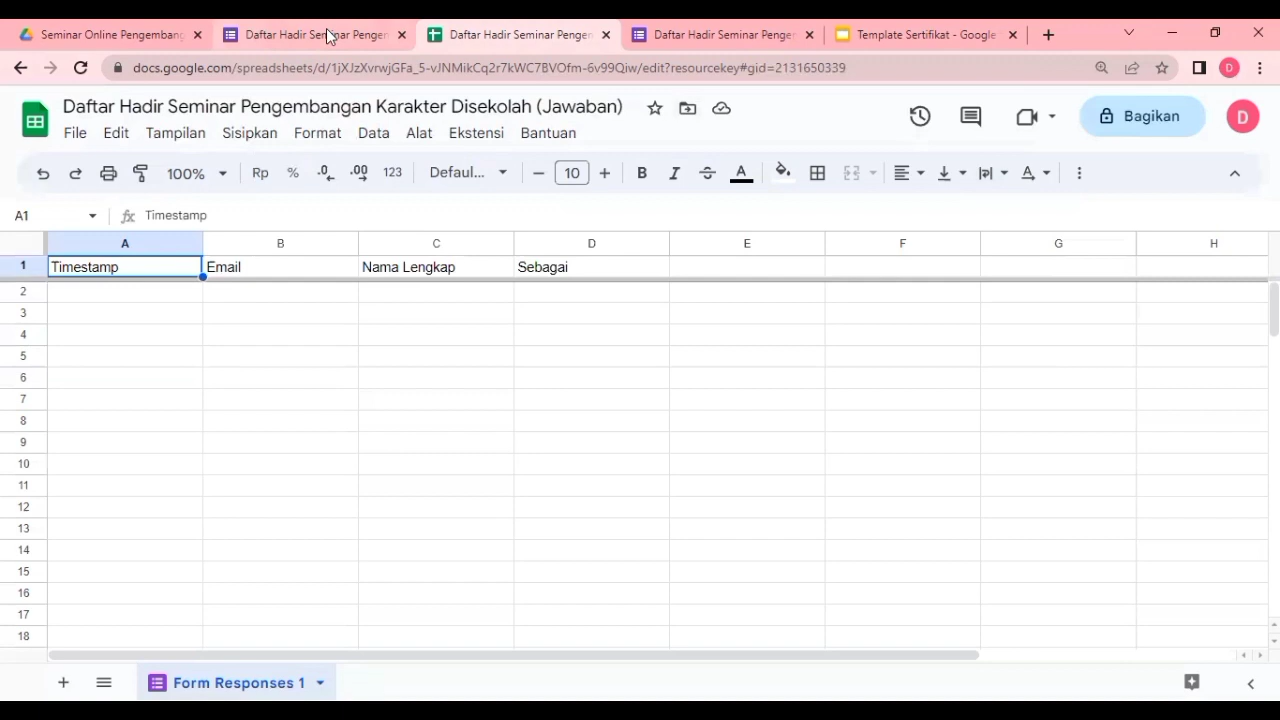 Seminar Online Pengembang
Daftar Hadir Seminar Pengen
Daftar Hadir Seminar Pengen
Daftar Hadir Seminar Pengen
Template Sertifikat - Google
docs.google.com/spreadsheets/d/1jXJzXvrwjGFa_5-vJNMikCq2r7kWC7BVOfm-6v99Qiw/edit?resourcekey#gid=2131650339
D
Daftar Hadir Seminar Pengembangan Karakter Disekolah (Jawaban)
Bagikan
D
File Edit Tampilan Sisipkan Format Data Alat Ekstensi Bantuan
100% Rp % .0 .00 123 Defaul... 10 B I S A
A1 fx Timestamp
A B C D E F G H
1 Timestamp Email Nama Lengkap Sebagai
2
3
4
5
6
7
8
9
10
11
12
13
14
15
16
17
18
Form Responses 1